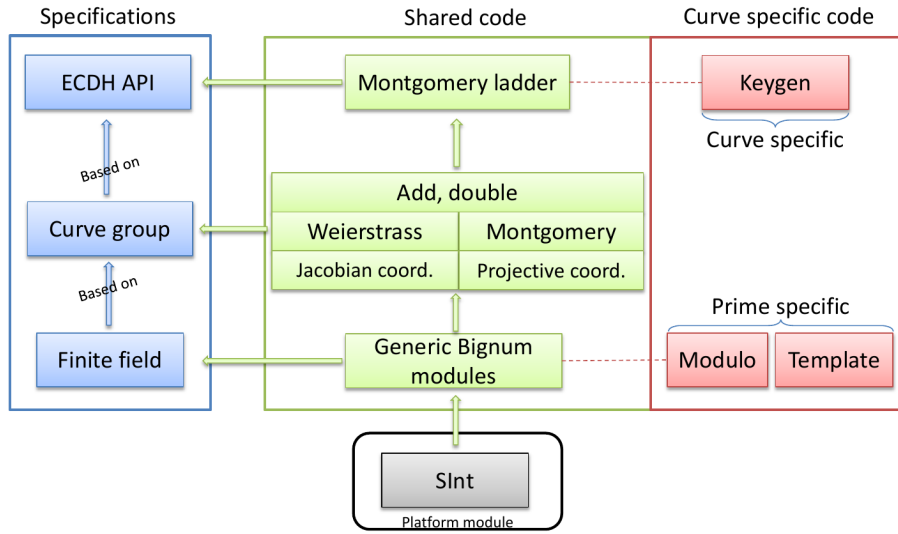 Specifications
Shared code
Curve specific code
ECDH API
Montgomery ladder
Keygen
Curve specific
Based on
Add, double
Curve group
Weierstrass
Montgomery
Jacobian coord.
Projective coord.
Based on
Prime specific
Finite field
Generic Bignum
modules
Modulo
Template
SInt
Platform module